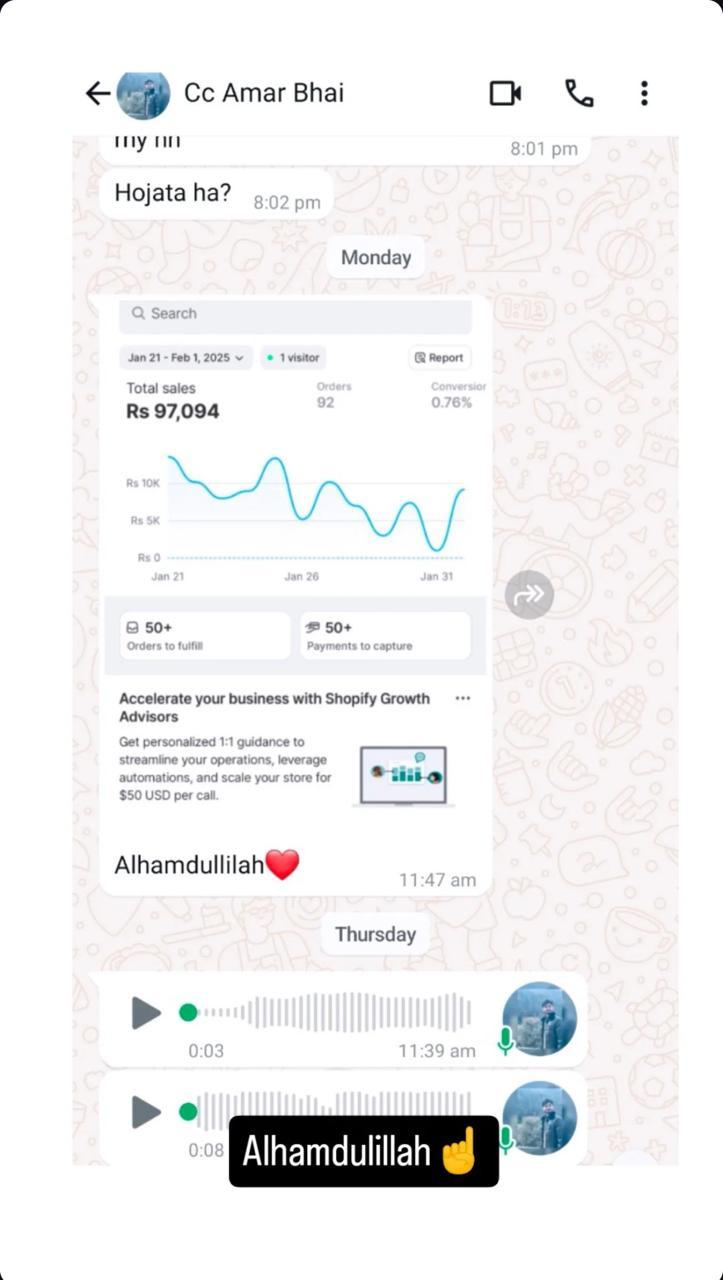 Cc Amar Bhai
my
8:01 pm
Hojata ha?
8:02 pm
Monday
Search
Jan 21 - Feb 1, 2025
1 visitor
Report
Total sales
Orders
Conversior
Rs 97,094
92
0.76%
Rs 10K
Rs 5K
Rs 0
Jan 21
Jan 26
Jan 31
50+
Orders to fulfill
50+
Payments to capture
Accelerate your business with Shopify Growth
Advisors
Get personalized 1:1 guidance to
streamline your operations, leverage
automations, and scale your store for
$50 USD per call.
Alhamdullilah❤️
11:47 am
Thursday
0:03
11:39 am
0:08
Alhamdulillah☝️